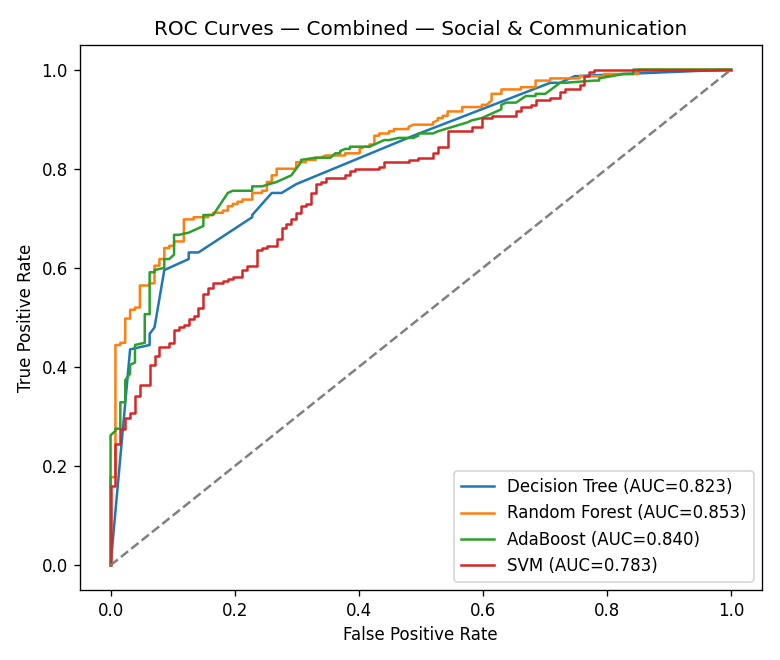 ROC Curves — Combined — Social & Communication
True Positive Rate
1.0
0.8
0.6
0.4
0.2
0.0
0.0 0.2 0.4 0.6 0.8 1.0
False Positive Rate
Decision Tree (AUC=0.823)
Random Forest (AUC=0.853)
AdaBoost (AUC=0.840)
SVM (AUC=0.783)